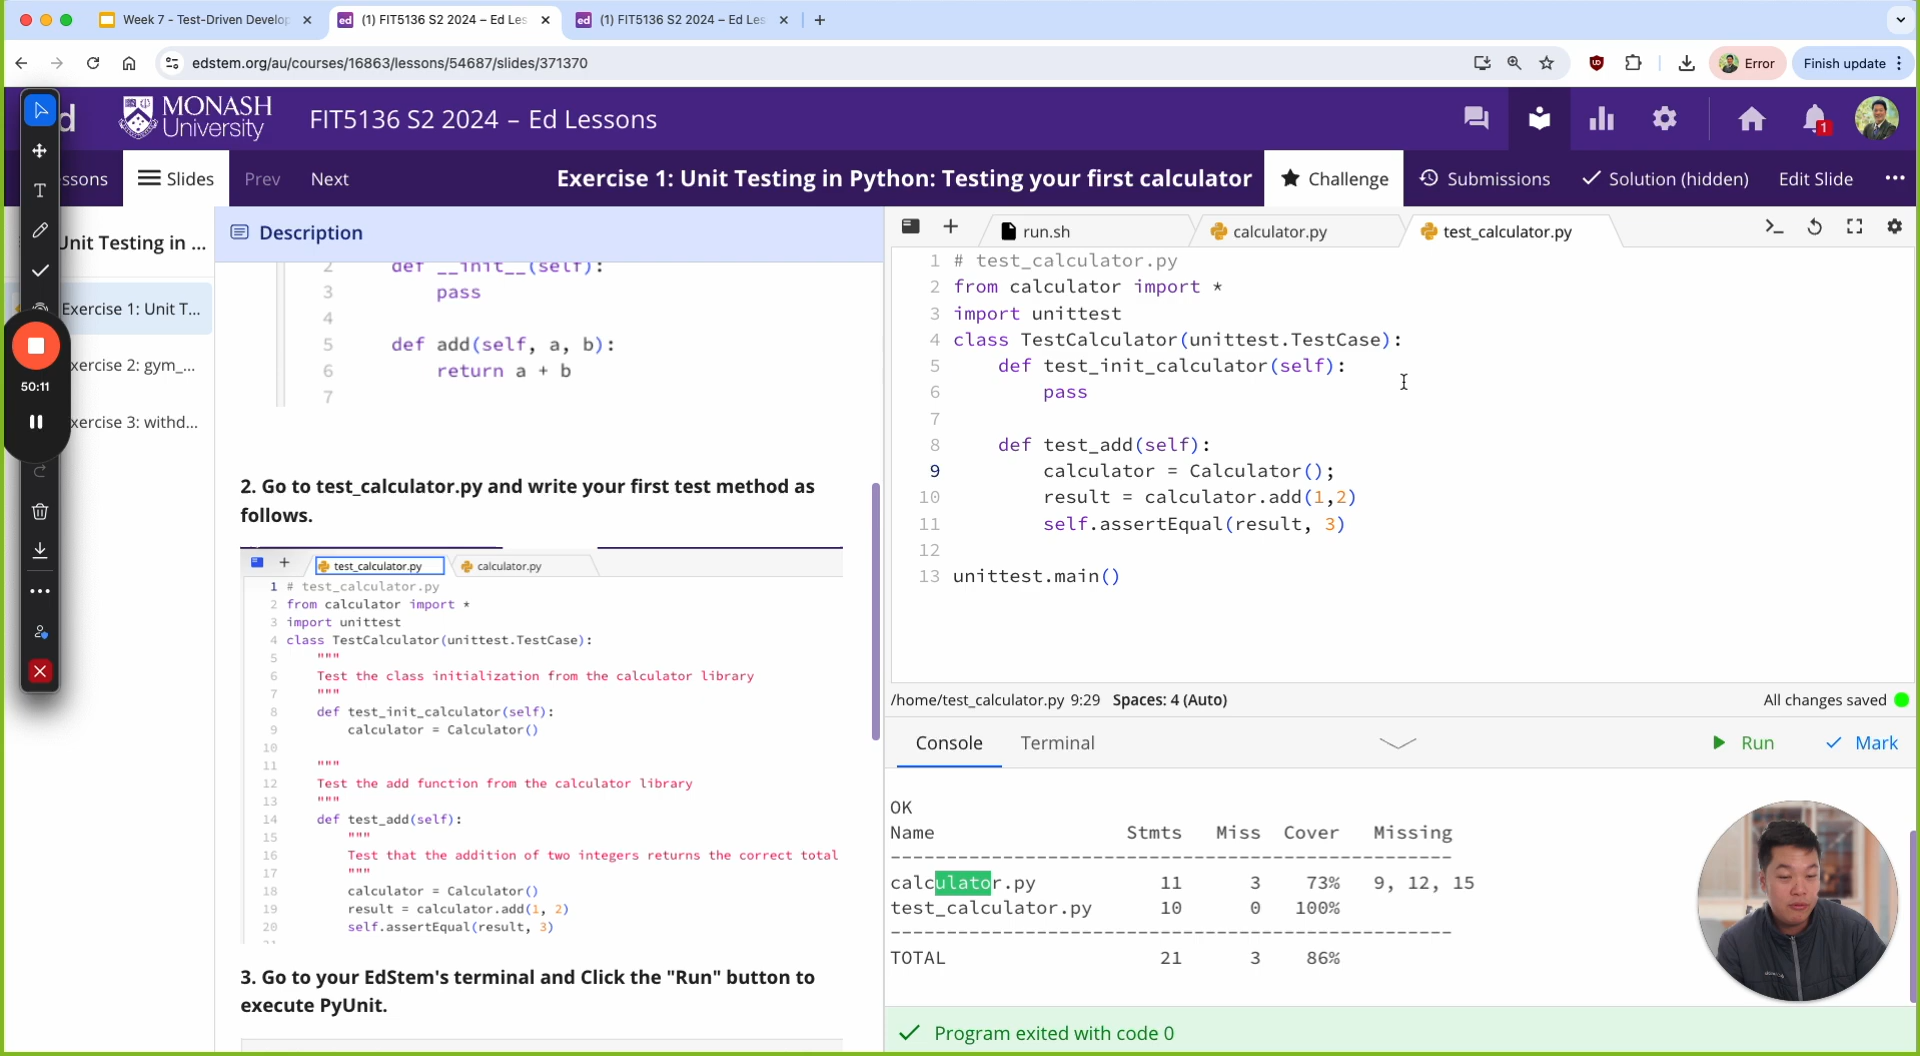 Week 7 - Test-Driven Develop
(1) FIT5136 S2 2024 – Ed Les
(1) FIT5136 S2 2024 – Ed Les
edstem.org/au/courses/16863/lessons/54687/slides/371370
Error
Finish update
MONASH
University
FIT5136 S2 2024 – Ed Lessons
1
ssons
Slides
Prev
Next
Exercise 1: Unit Testing in Python: Testing your first calculator
Challenge
Submissions
Solution (hidden)
Edit Slide
Unit Testing in ...
Exercise 1: Unit T...
xercise 2: gym_...
xercise 3: withd...
50:11
Description
2 def __init__(self):
3 pass
4
5 def add(self, a, b):
6 return a + b
7
2. Go to test_calculator.py and write your first test method as
follows.
test_calculator.py
calculator.py
1 # test_calculator.py
2 from calculator import *
3 import unittest
4 class TestCalculator(unittest.TestCase):
5 """
6 Test the class initialization from the calculator library
7 """
8 def test_init_calculator(self):
9 calculator = Calculator()
10
11 """
12 Test the add function from the calculator library
13 """
14 def test_add(self):
15 """
16 Test that the addition of two integers returns the correct total
17 """
18 calculator = Calculator()
19 result = calculator.add(1, 2)
20 self.assertEqual(result, 3)
3. Go to your EdStem's terminal and Click the "Run" button to
execute PyUnit.
run.sh
calculator.py
test_calculator.py
1 # test_calculator.py
2 from calculator import *
3 import unittest
4 class TestCalculator(unittest.TestCase):
5 def test_init_calculator(self):
6 pass
7
8 def test_add(self):
9 calculator = Calculator();
10 result = calculator.add(1,2)
11 self.assertEqual(result, 3)
12
13 unittest.main()
/home/test_calculator.py 9:29 Spaces: 4 (Auto)
All changes saved
Console
Terminal
Run
Mark
OK
Name Stmts Miss Cover Missing
--------------------------------------------------
calculator.py 11 3 73% 9, 12, 15
test_calculator.py 10 0 100%
--------------------------------------------------
TOTAL 21 3 86%
Program exited with code 0